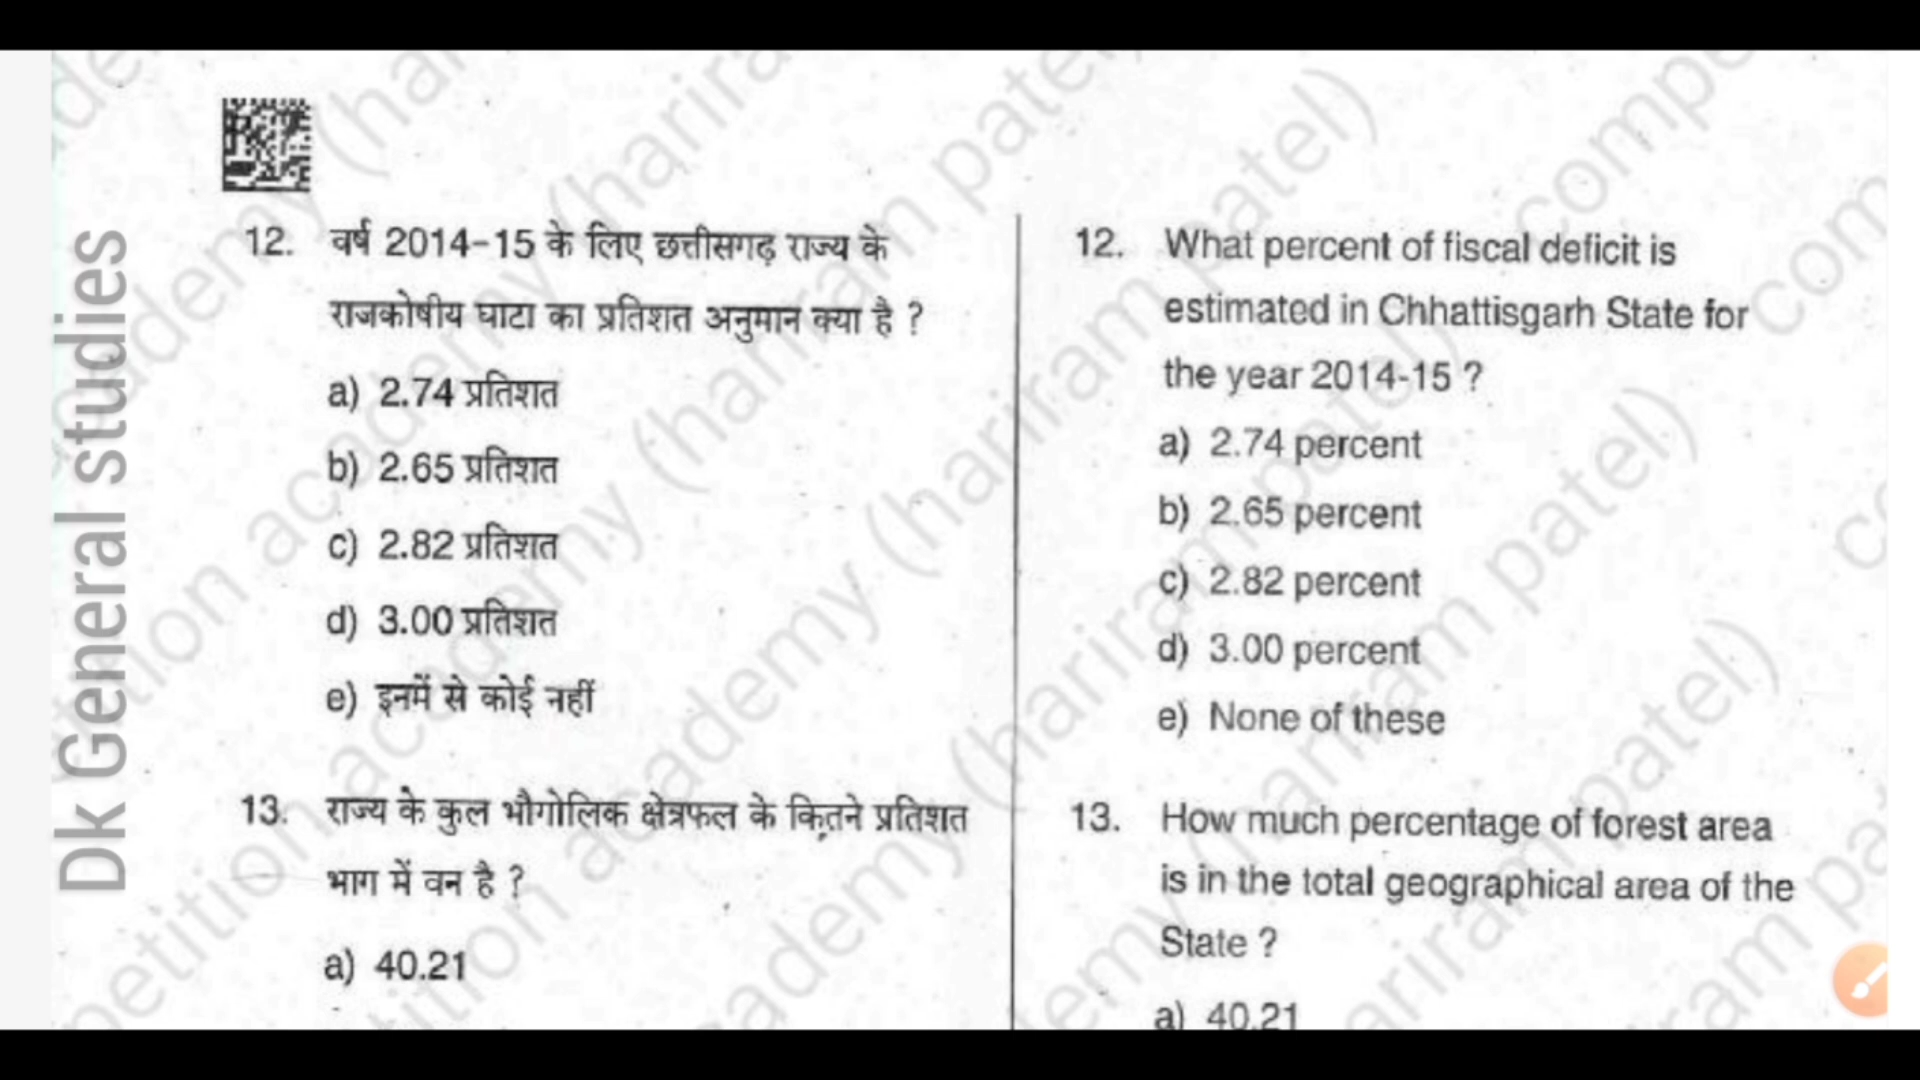 Dk General studies
12. वर्ष 2014-15 के लिए छत्तीसगढ़ राज्य के
राजकोषीय घाटा का प्रतिशत अनुमान क्या है ?
a) 2.74 प्रतिशत
b) 2.65 प्रतिशत
c) 2.82 प्रतिशत
d) 3.00 प्रतिशत
e) इनमें से कोई नहीं
13. राज्य के कुल भौगोलिक क्षेत्रफल के कितने प्रतिशत
भाग में वन है ?
a) 40.21
12. What percent of fiscal deficit is
estimated in Chhattisgarh State for
the year 2014-15 ?
a) 2.74 percent
b) 2.65 percent
c) 2.82 percent
d) 3.00 percent
e) None of these
13. How much percentage of forest area
is in the total geographical area of the
State ?
a) 40.21
competition academy (hariram patel)